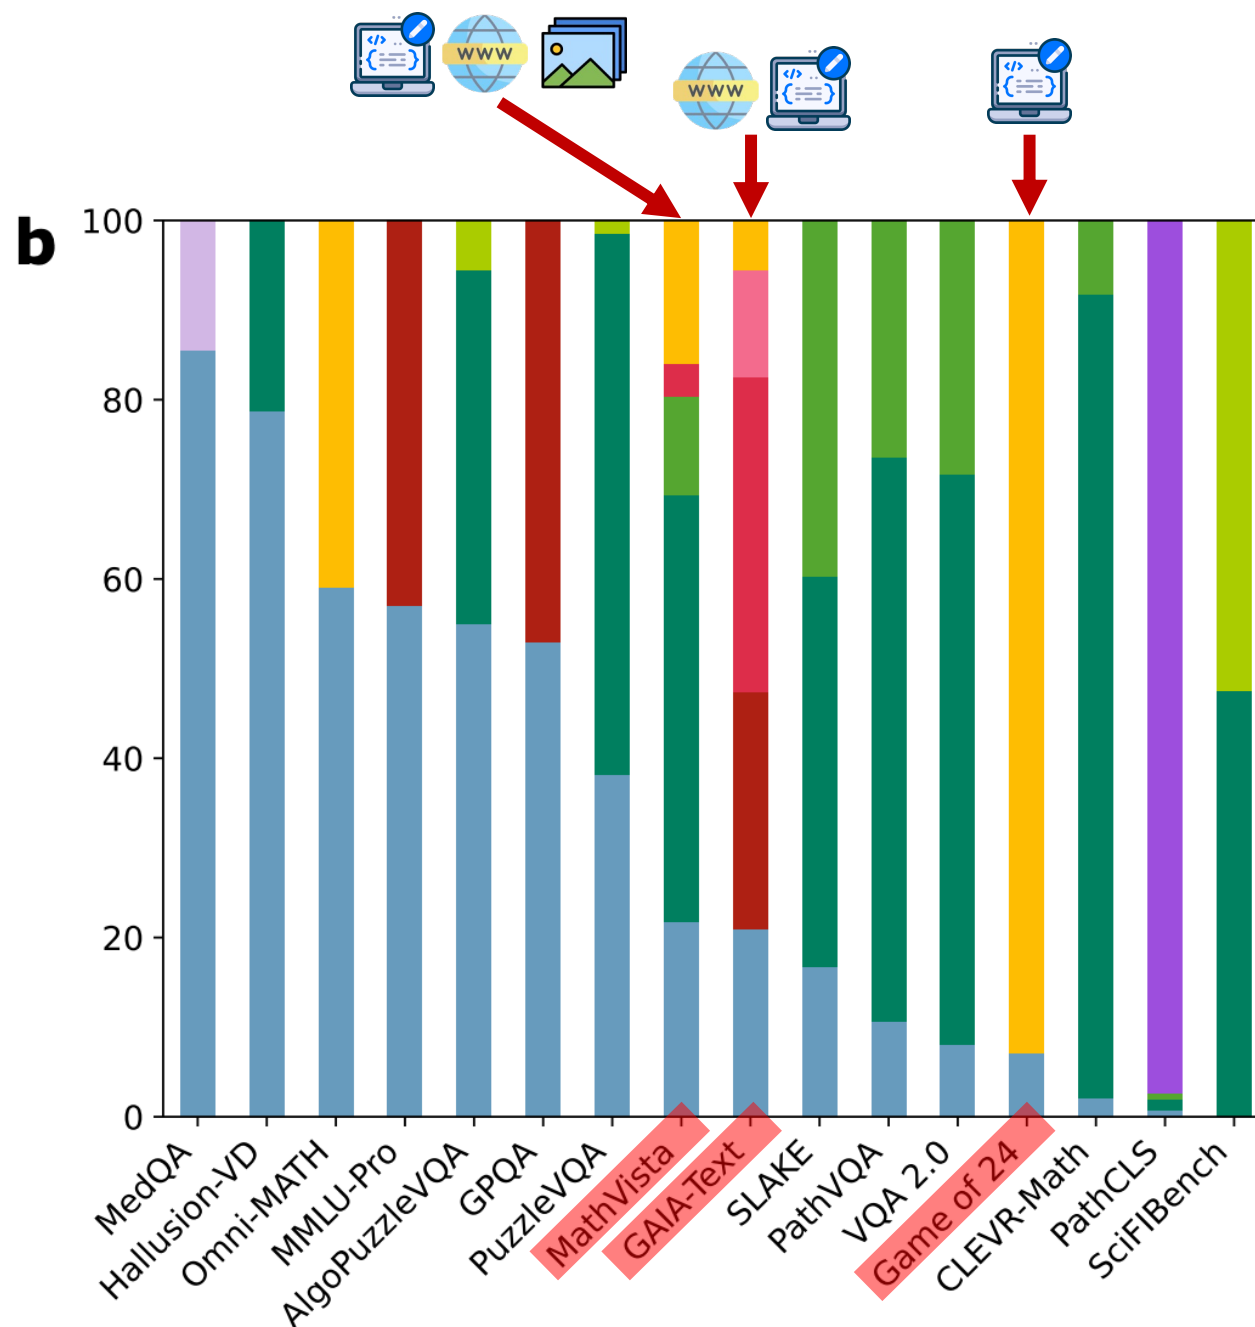 </>
{ }
WWW
WWW
</>
{ }
</>
{ }
b
100
80
60
40
20
0
MedQA
Hallusion-VD
Omni-MATH
MMLU-Pro
AlgoPuzzleVQA
GPQA
PuzzleVQA
MathVista
GAIA-Text
SLAKE
PathVQA
VQA 2.0
Game of 24
CLEVR-Math
PathCLS
SciFIBench